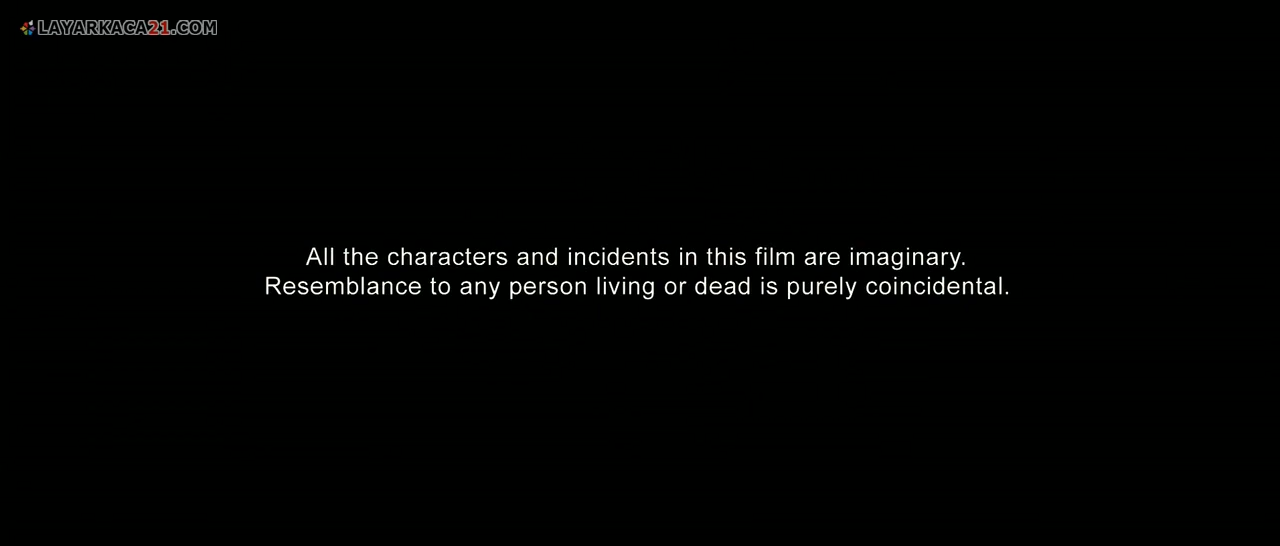 LAYARKACA21.COM
All the characters and incidents in this film are imaginary.
Resemblance to any person living or dead is purely coincidental.